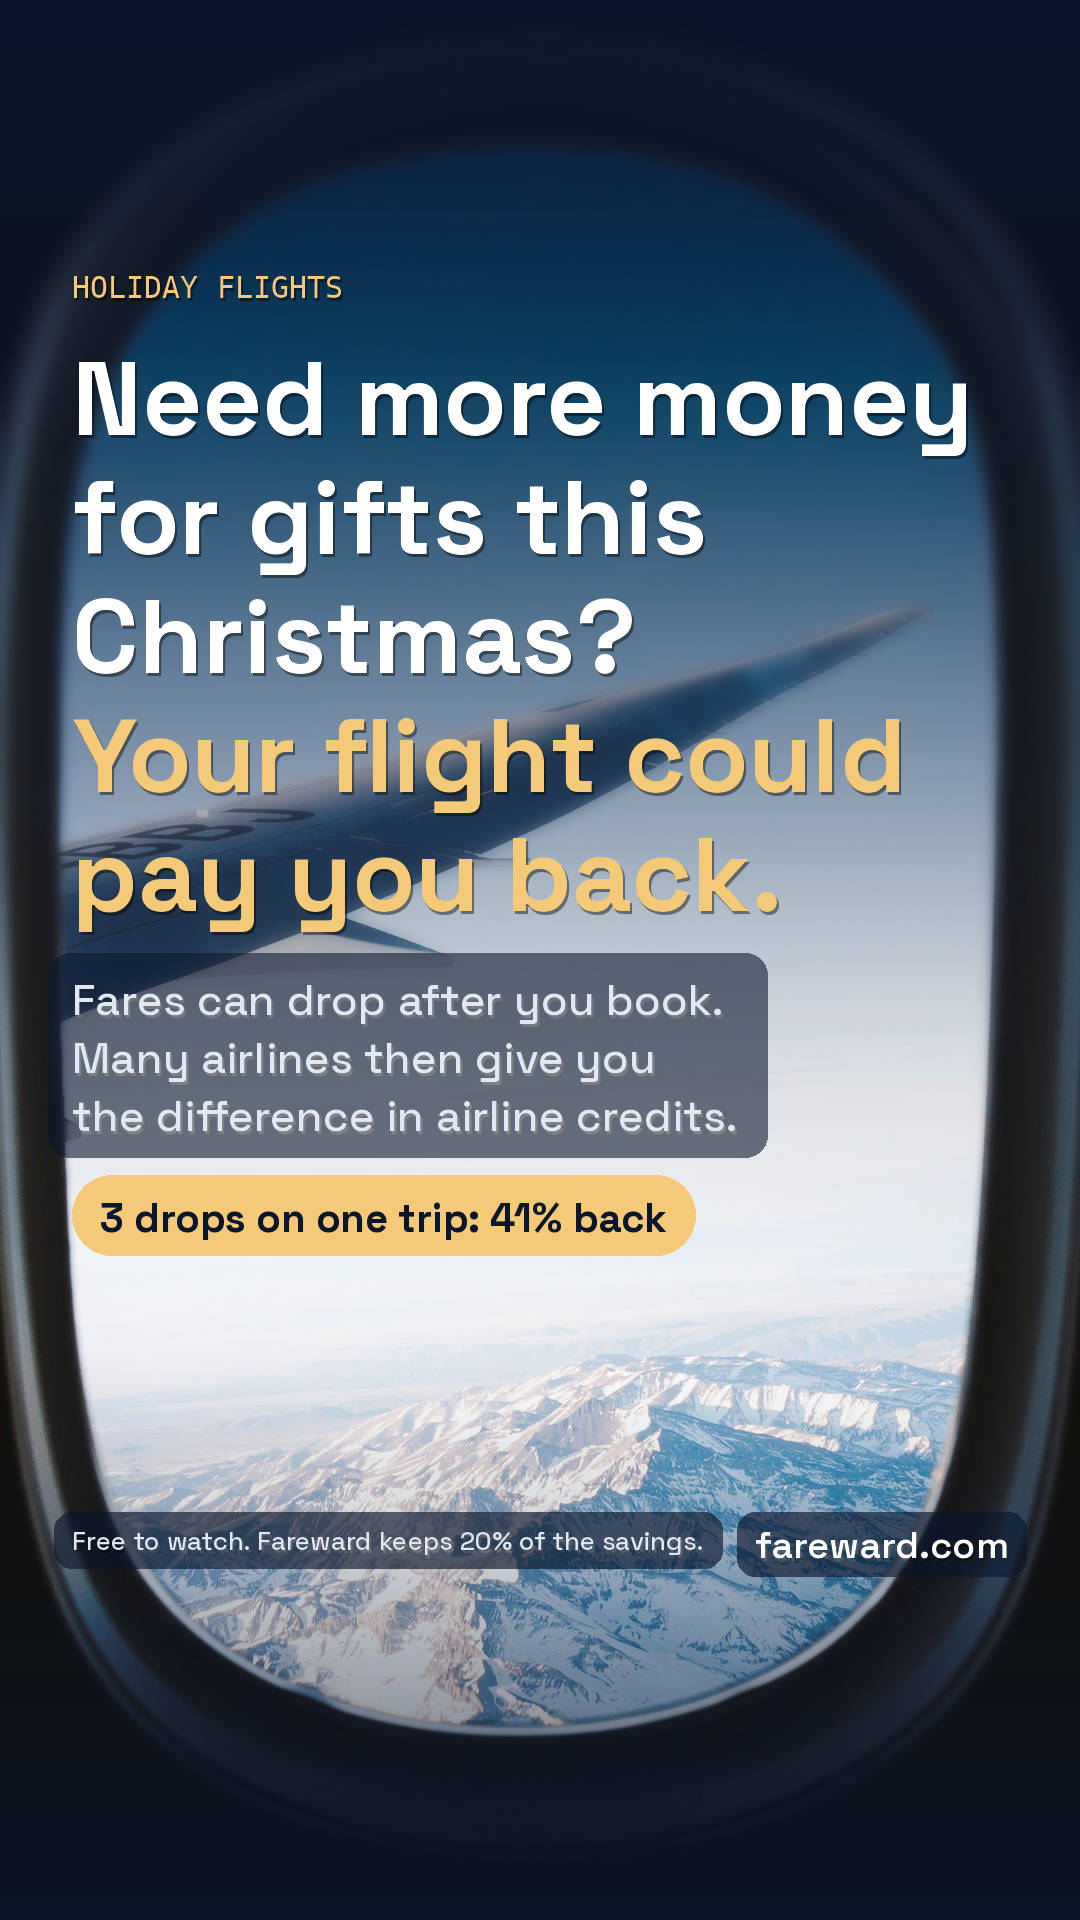 HOLIDAY FLIGHTS
Need more money
for gifts this
Christmas?
Your flight could
pay you back.
Fares can drop after you book.
Many airlines then give you
the difference in airline credits.
3 drops on one trip: 41% back
Free to watch. Fareward keeps 20% of the savings.
fareward.com